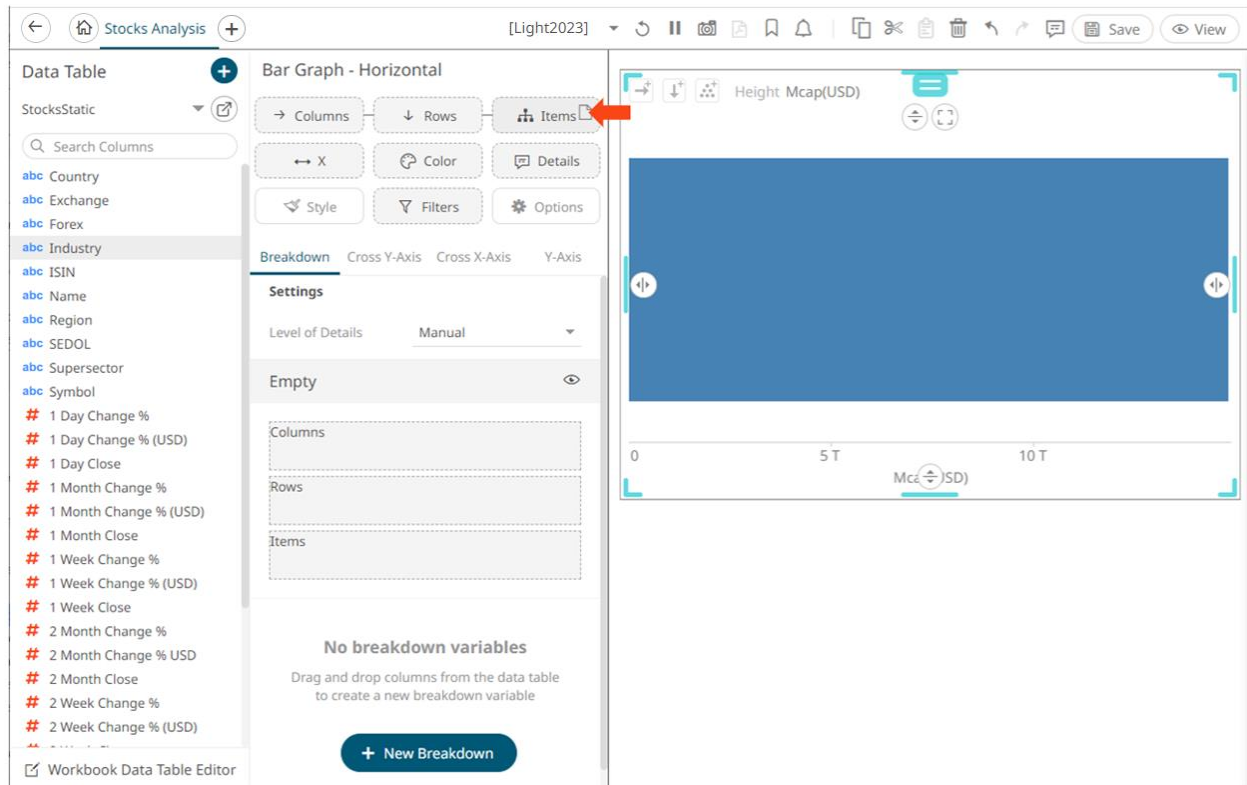 Stocks Analysis
[Light2023]
Save
View
Data Table
StocksStatic
Search Columns
abc Country
abc Exchange
abc Forex
abc Industry
abc ISIN
abc Name
abc Region
abc SEDOL
abc Supersector
abc Symbol
# 1 Day Change %
# 1 Day Change % (USD)
# 1 Day Close
# 1 Month Change %
# 1 Month Change % (USD)
# 1 Month Close
# 1 Week Change %
# 1 Week Change % (USD)
# 1 Week Close
# 2 Month Change %
# 2 Month Change % USD
# 2 Month Close
# 2 Week Change %
# 2 Week Change % (USD)
Workbook Data Table Editor
Bar Graph - Horizontal
Columns
Rows
Items
X
Color
Details
Style
Filters
Options
Breakdown Cross Y-Axis Cross X-Axis Y-Axis
Settings
Level of Details Manual
Empty
Columns
Rows
Items
No breakdown variables
Drag and drop columns from the data table
to create a new breakdown variable
+ New Breakdown
Height Mcap(USD)
0 5 T 10 T